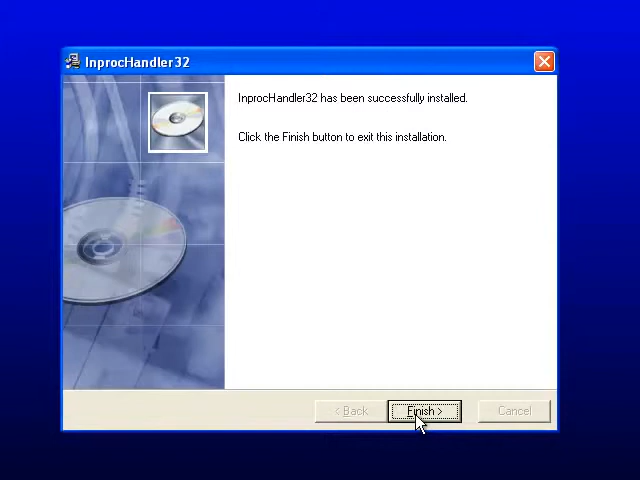 InprocHandler32
InprocHandler32 has been successfully installed.
Click the Finish button to exit this installation.
< Back
Finish >
Cancel